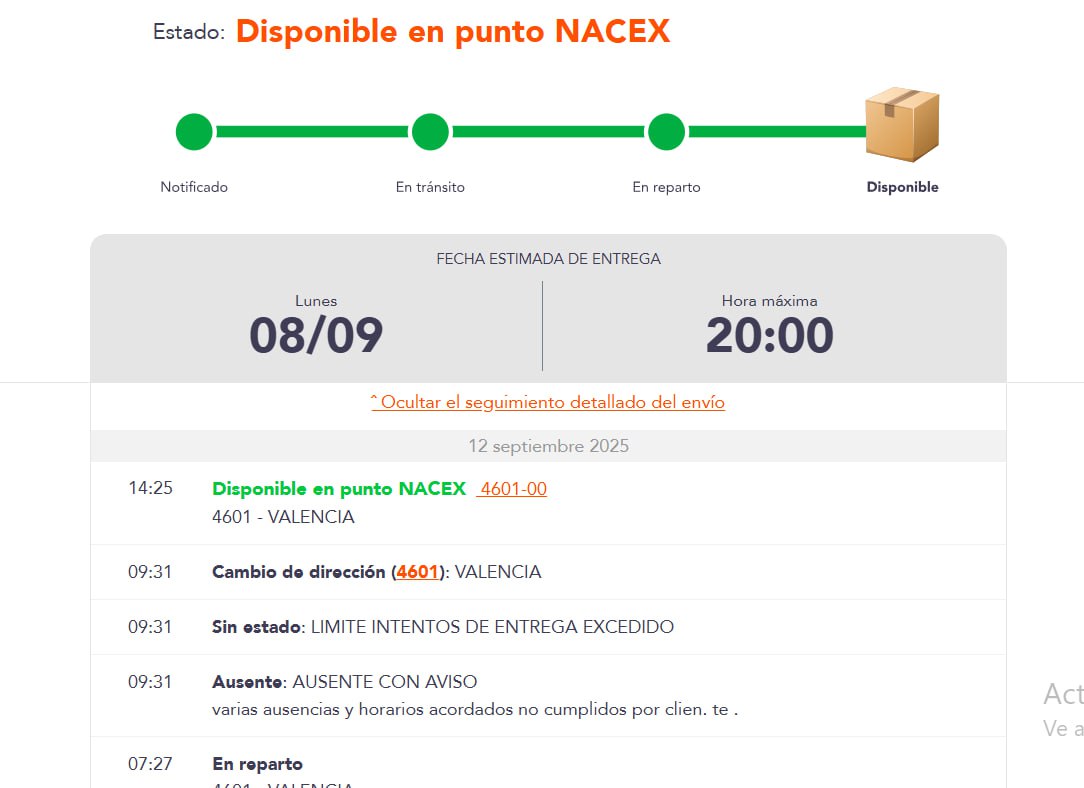 Estado: Disponible en punto NACEX
Notificado En tránsito En reparto Disponible
FECHA ESTIMADA DE ENTREGA
Lunes Hora máxima
08/09 20:00
^ Ocultar el seguimiento detallado del envío
12 septiembre 2025
14:25 Disponible en punto NACEX 4601-00
4601 - VALENCIA
09:31 Cambio de dirección (4601): VALENCIA
09:31 Sin estado: LIMITE INTENTOS DE ENTREGA EXCEDIDO
09:31 Ausente: AUSENTE CON AVISO
varias ausencias y horarios acordados no cumplidos por clien. te .
Act
Ve a
07:27 En reparto
4601 - VALENCIA